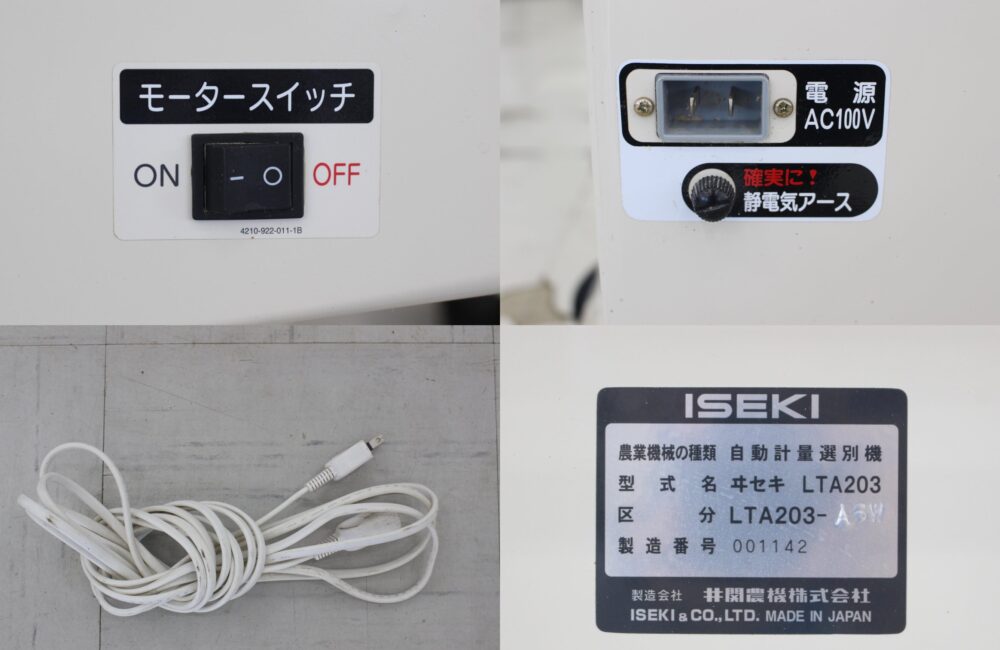 モータースイッチ
ON OFF
4210-922-011-1B
電源
AC100V
確実に!
静電気アース
ISEKI
農業機械の種類 自動計量選別機
型式名 ヰセキ LTA203
区分 LTA203-ASW
製造番号 001142
製造会社 井関農機株式会社
ISEKI & CO., LTD. MADE IN JAPAN